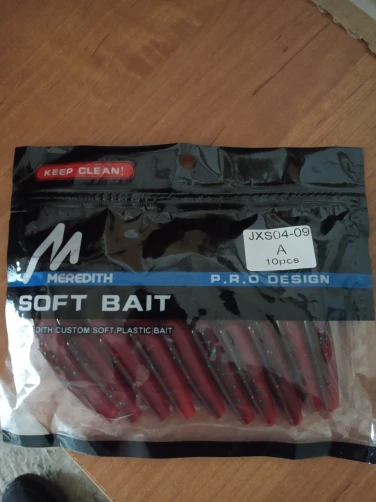 KEEP CLEAN!
JXS04-09
A
10pcs
MEREDITH
P.R.O DESIGN
SOFT BAIT
EDITH CUSTOM SOFT PLASTIC BAIT